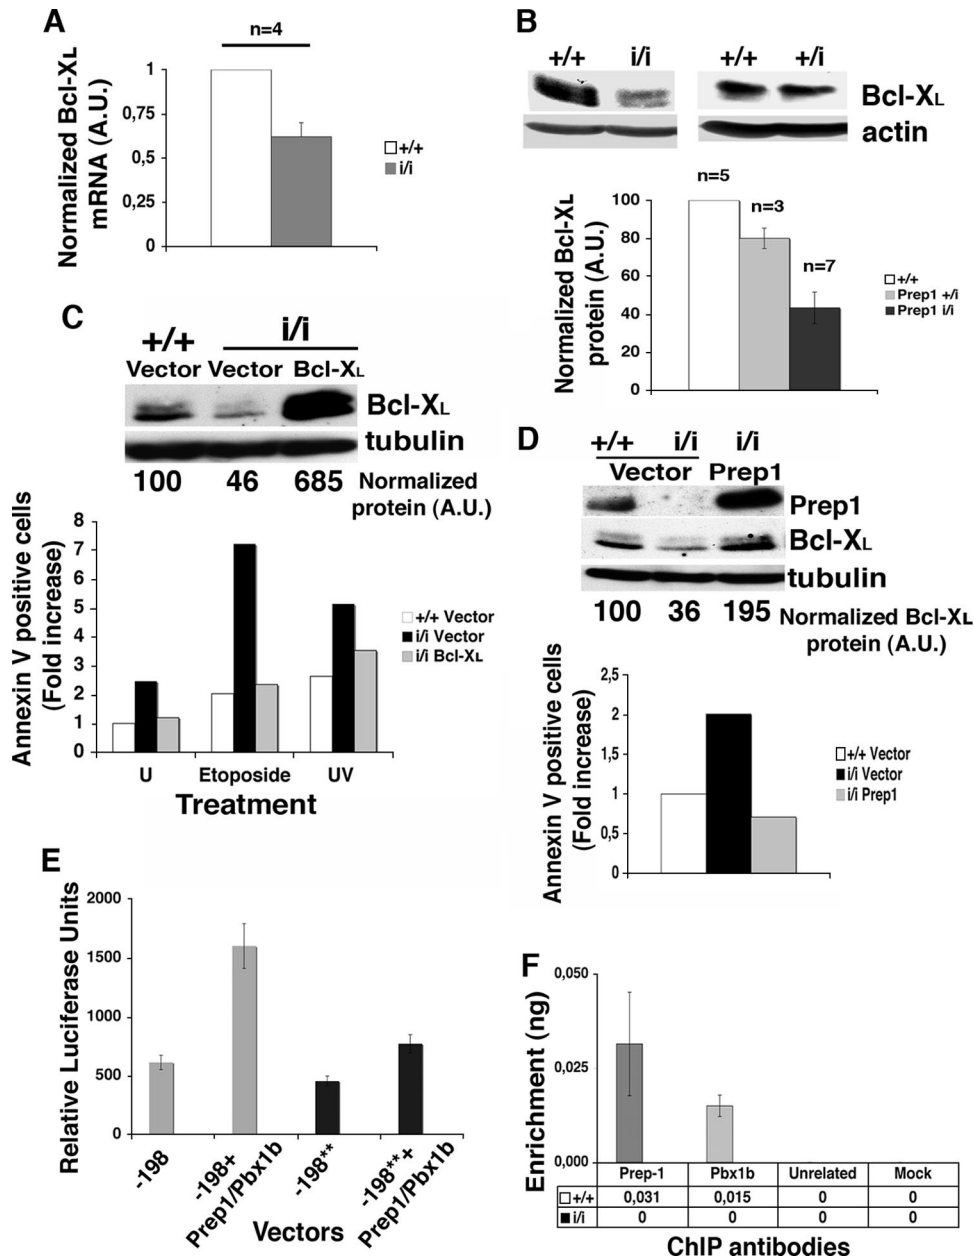 A
n=4
Normalized Bcl-XL
mRNA (A.U.)
1
0,75
0,5
0,25
0
+/+
i/i
B
+/+ i/i +/+ +/i
Bcl-XL
actin
n=5
n=3
n=7
Normalized Bcl-XL
protein (A.U.)
100
80
60
40
20
0
+/+
Prep1 +/i
Prep1 i/i
C
+/+ i/i
Vector Vector Bcl-XL
Bcl-XL
tubulin
100 46 685 Normalized
protein (A.U.)
Annexin V positive cells
(Fold increase)
8
7
6
5
4
3
2
1
0
+/+ Vector
i/i Vector
i/i Bcl-XL
U Etoposide UV
Treatment
D
+/+ i/i i/i
Vector Prep1
Prep1
Bcl-XL
tubulin
100 36 195 Normalized Bcl-XL
protein (A.U.)
Annexin V positive cells
(Fold increase)
2,5
2
1
0,5
0
+/+ Vector
i/i Vector
i/i Prep1
E
Relative Luciferase Units
2000
1500
1000
500
0
-198
-198+
Prep1/Pbx1b
-198**
-198**+
Prep1/Pbx1b
Vectors
F
Enrichment (ng)
0,050
0,025
0,000
Prep-1 Pbx1b Unrelated Mock
+/+ 0,031 0,015 0 0
i/i 0 0 0 0
ChIP antibodies